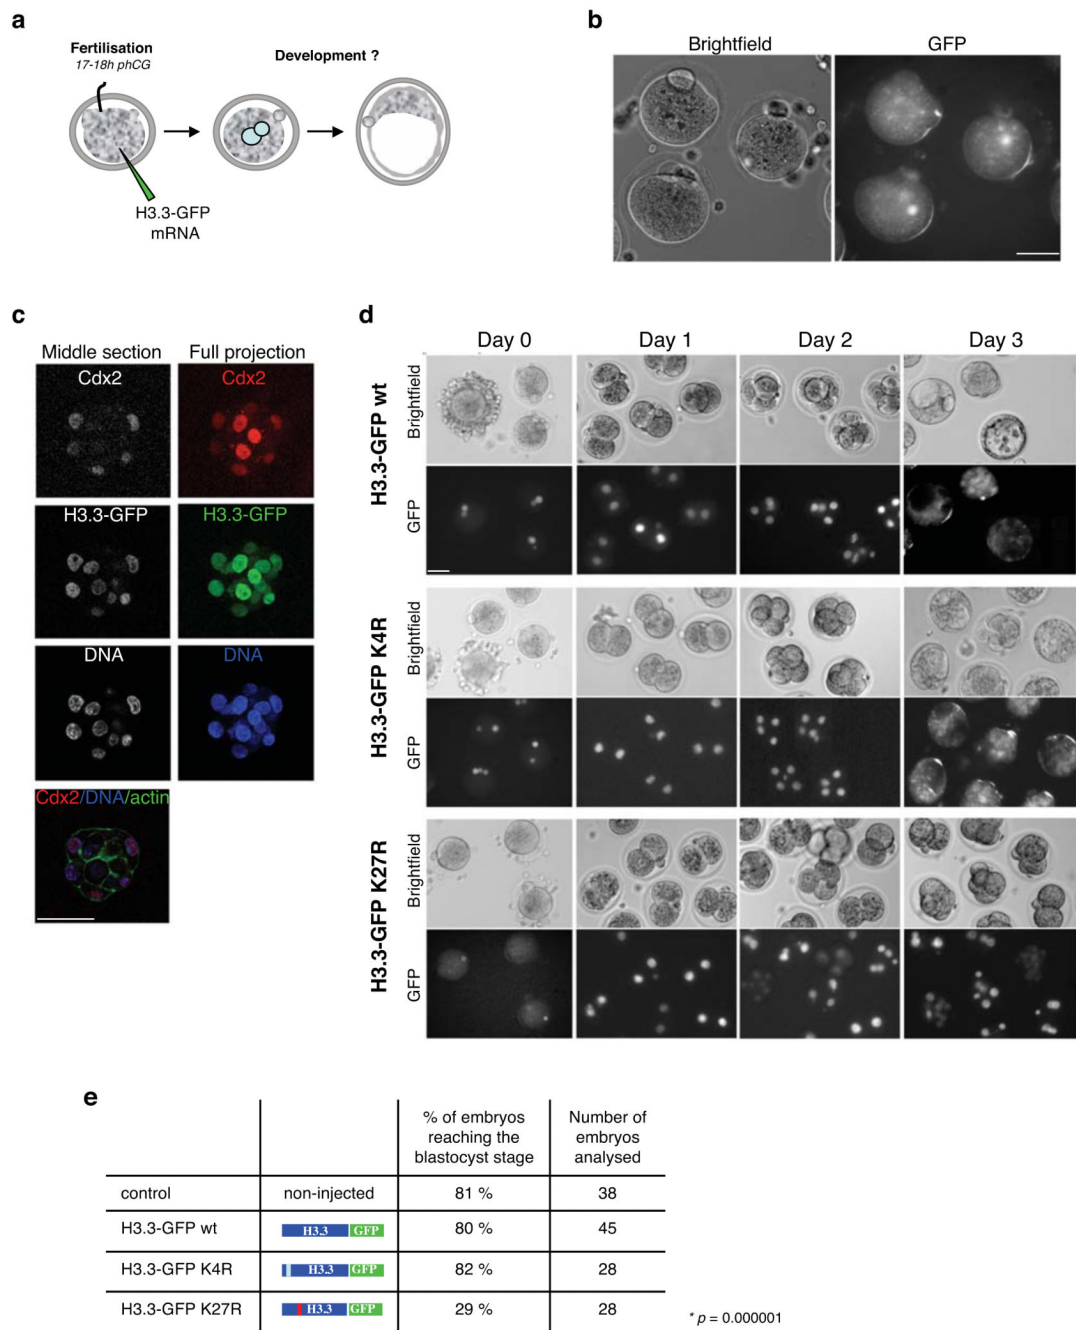 a
Fertilisation
17-18h phCG
Development ?
H3.3-GFP
mRNA
b
Brightfield
GFP
c
Middle section
Full projection
Cdx2
Cdx2
H3.3-GFP
H3.3-GFP
DNA
DNA
Cdx2/DNA/actin
d
Day 0
Day 1
Day 2
Day 3
H3.3-GFP wt
Brightfield
GFP
H3.3-GFP K4R
Brightfield
GFP
H3.3-GFP K27R
Brightfield
GFP
e
% of embryos
reaching the
blastocyst stage
Number of
embryos
analysed
control
non-injected
81 %
38
H3.3-GFP wt
H3.3 GFP
80 %
45
H3.3-GFP K4R
H3.3 GFP
82 %
28
H3.3-GFP K27R
H3.3 GFP
29 %
28
* p = 0.000001